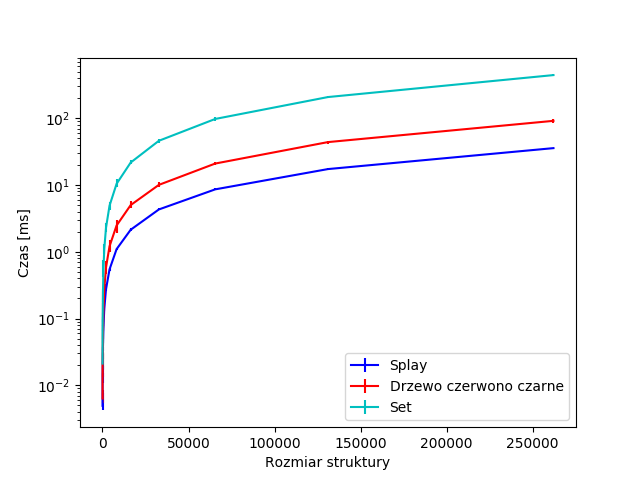 10²
10¹
10⁰
10⁻¹
10⁻²
Czas [ms]
Splay
Drzewo czerwono czarne
Set
0 50000 100000 150000 200000 250000
Rozmiar struktury